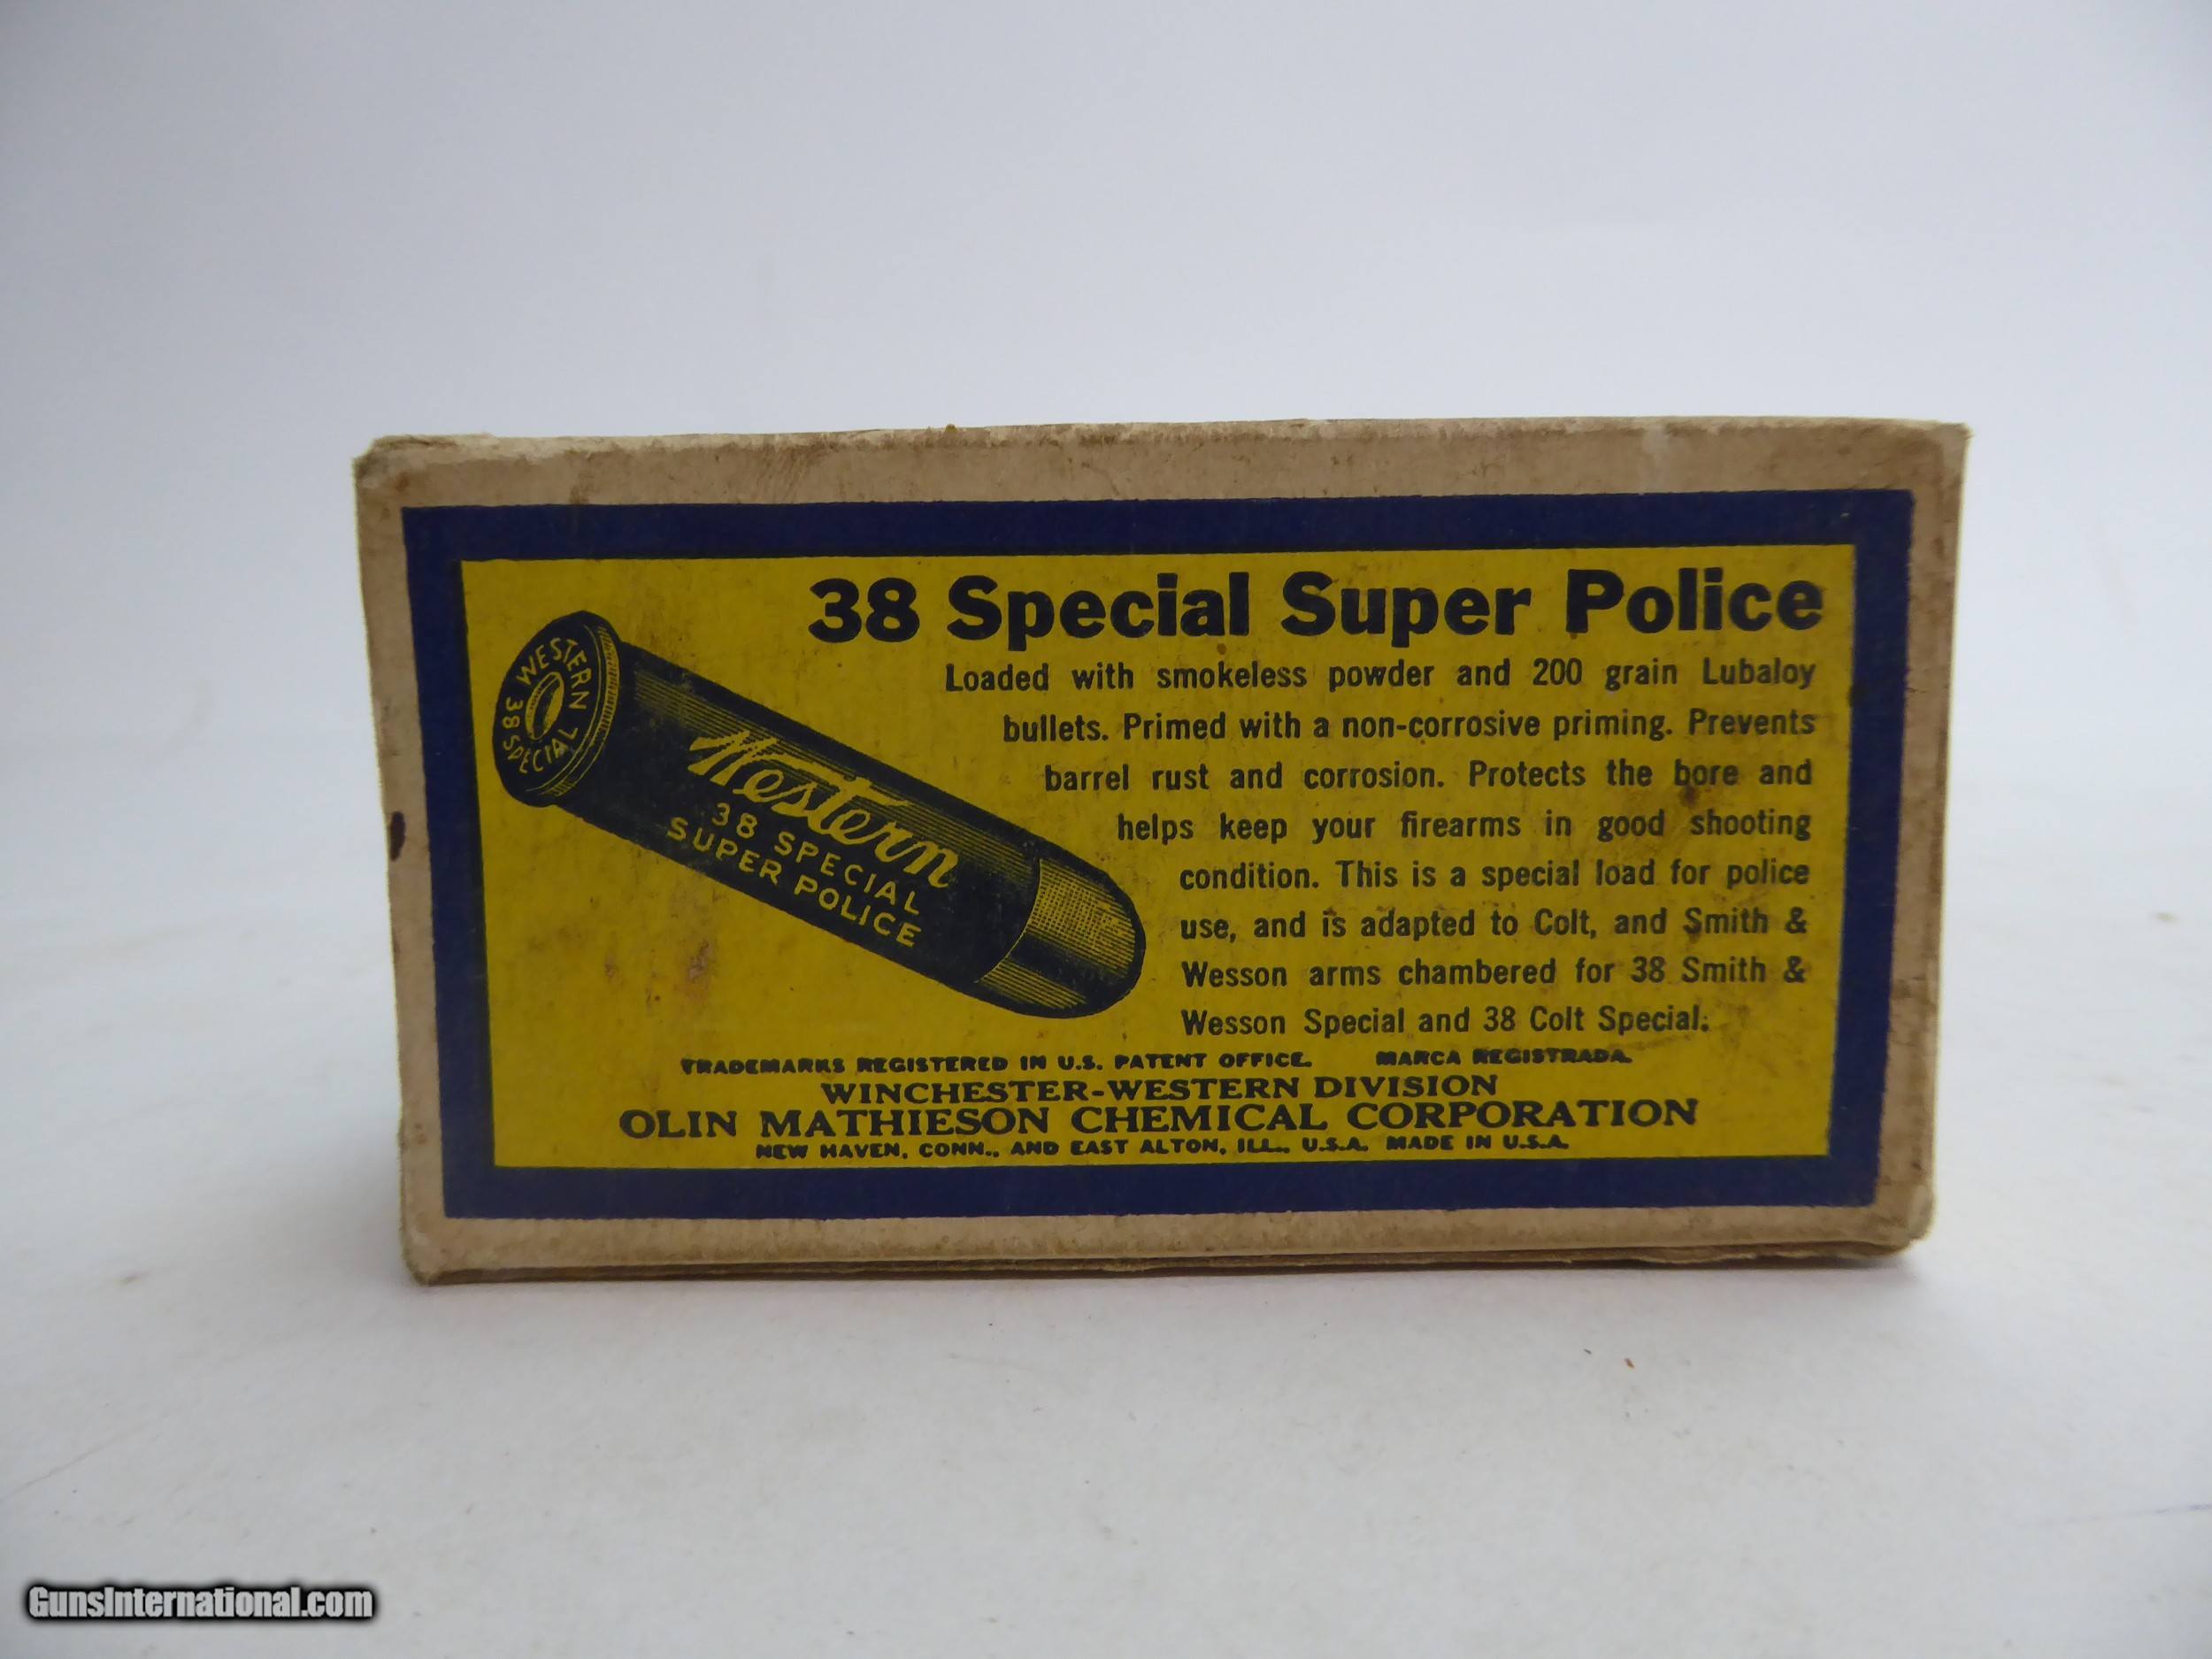 38 Special Super Police
Loaded with smokeless powder and 200 grain Lubaloy
bullets. Primed with a non-corrosive priming. Prevents
barrel rust and corrosion. Protects the bore and
helps keep your firearms in good shooting
condition. This is a special load for police
use, and is adapted to Colt, and Smith &
Wesson arms chambered for 38 Smith &
Wesson Special and 38 Colt Special.
WESTERN
38 SPECIAL
Western
38 SPECIAL
SUPER POLICE
TRADEMARKS REGISTERED IN U.S. PATENT OFFICE. MARCA REGISTRADA.
WINCHESTER-WESTERN DIVISION
OLIN MATHIESON CHEMICAL CORPORATION
NEW HAVEN, CONN., AND EAST ALTON, ILL., U.S.A. MADE IN U.S.A.
GunsInternational.com